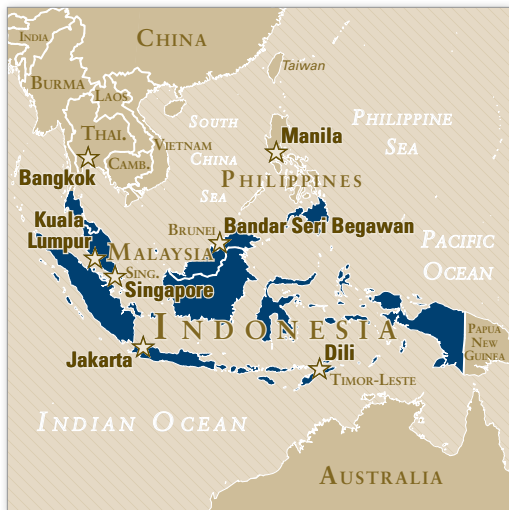 INDIA
CHINA
Taiwan
BURMA
LAOS
THAI.
VIETNAM
CAMB.
Bangkok
SOUTH
CHINA
SEA
PHILIPPINE
SEA
Manila
PHILIPPINES
Kuala
Lumpur
MALAYSIA
BRUNEI
Bandar Seri Begawan
PACIFIC
OCEAN
SING.
Singapore
INDONESIA
PAPUA
NEW
GUINEA
Jakarta
Dili
TIMOR-LESTE
INDIAN OCEAN
AUSTRALIA